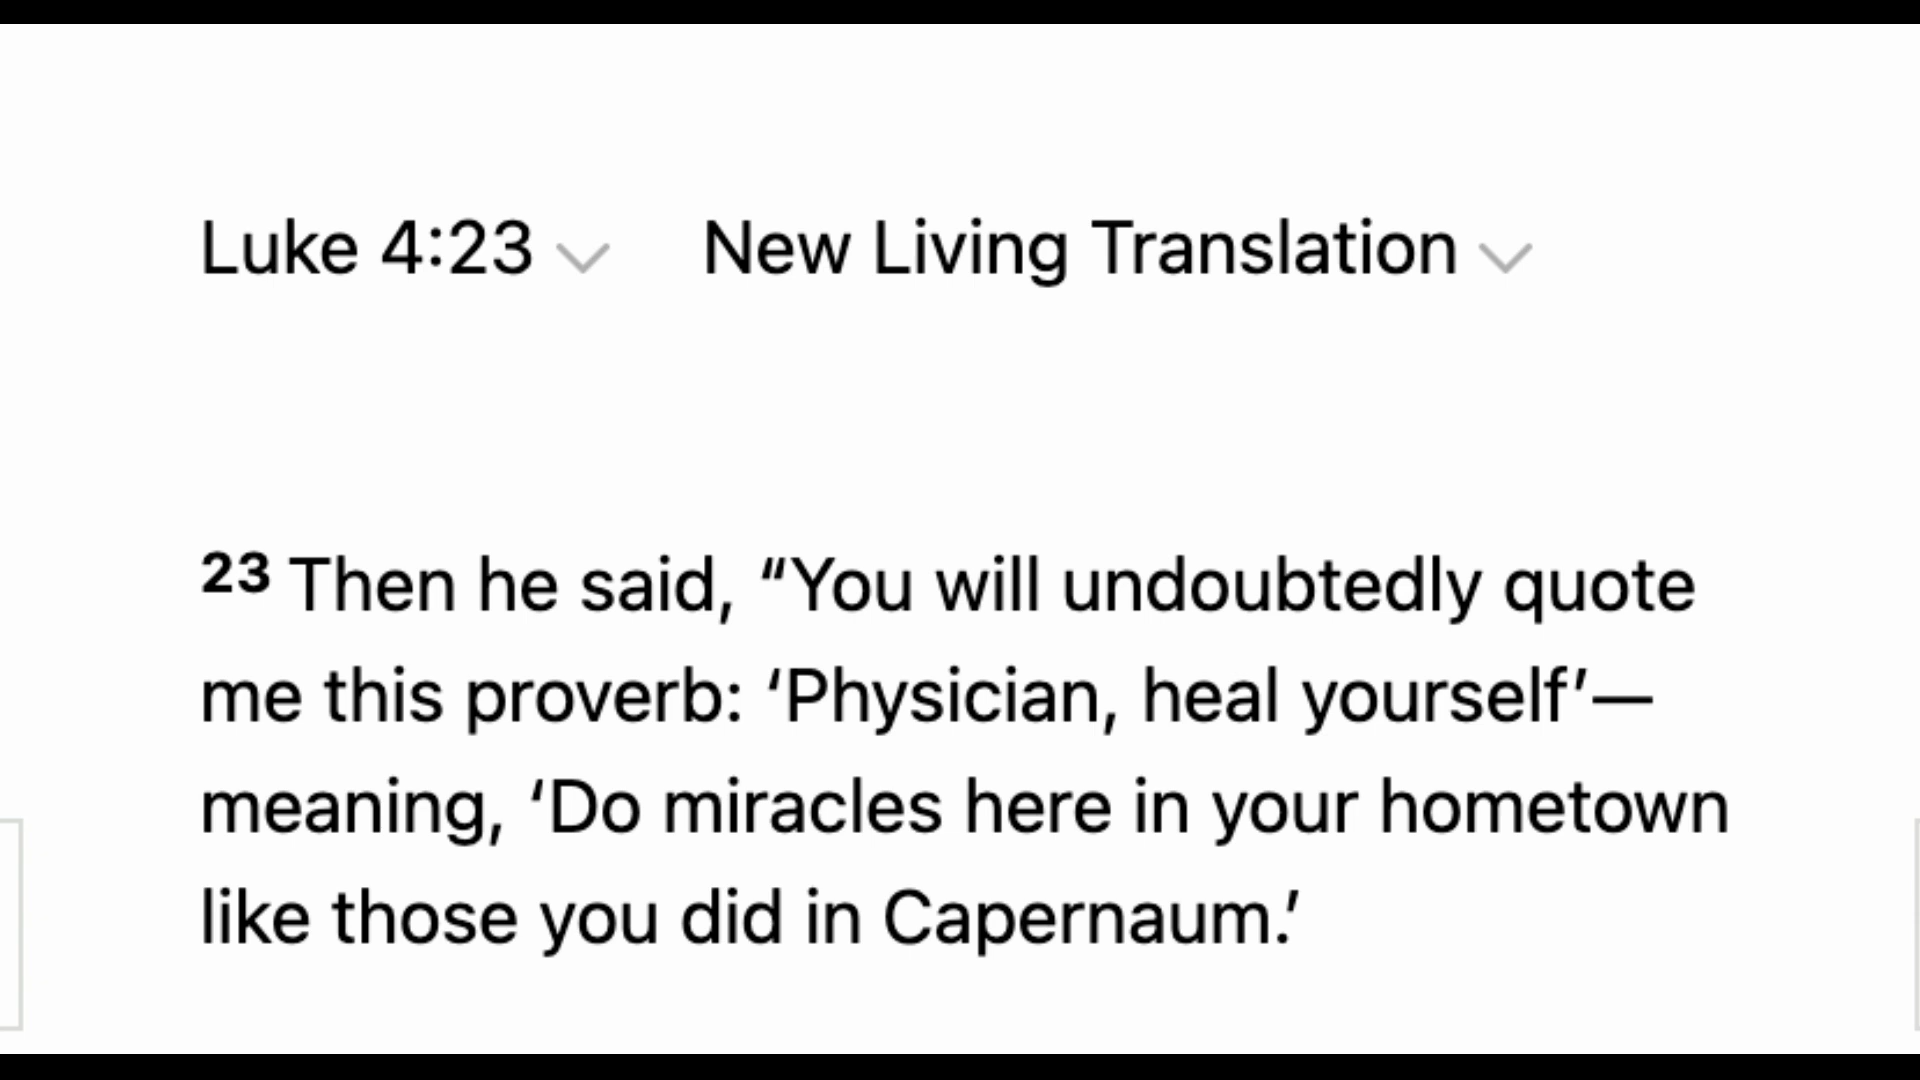 Luke 4:23 New Living Translation
23 Then he said, “You will undoubtedly quote
me this proverb: ‘Physician, heal yourself’—
meaning, ‘Do miracles here in your hometown
like those you did in Capernaum.’